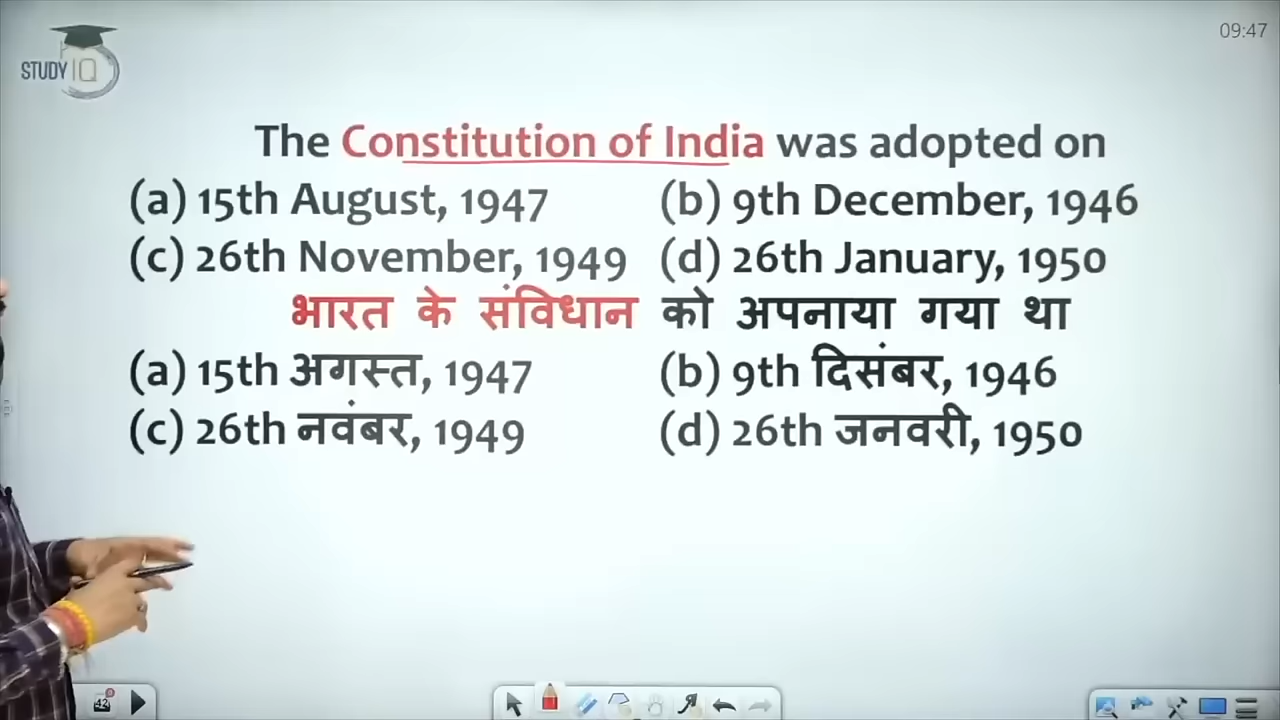 STUDY IQ
09:47
The Constitution of India was adopted on
(a) 15th August, 1947 (b) 9th December, 1946
(c) 26th November, 1949 (d) 26th January, 1950
भारत के संविधान को अपनाया गया था
(a) 15th अगस्त, 1947 (b) 9th दिसंबर, 1946
(c) 26th नवंबर, 1949 (d) 26th जनवरी, 1950
42